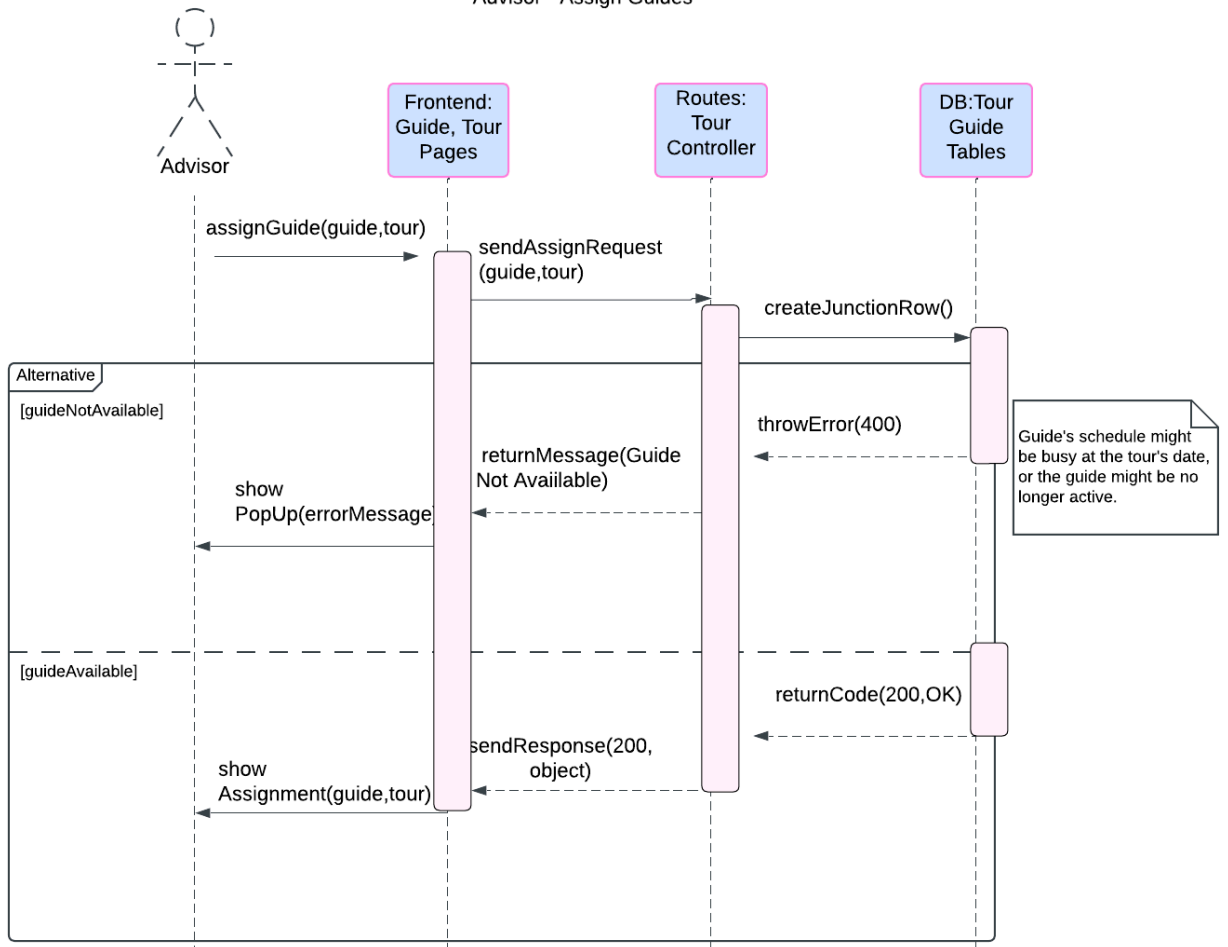 Advisor - Assign Guides
Advisor
Frontend:
Guide, Tour
Pages
Routes:
Tour
Controller
DB:Tour
Guide
Tables
assignGuide(guide,tour)
sendAssignRequest
(guide,tour)
createJunctionRow()
Alternative
[guideNotAvailable]
throwError(400)
Guide's schedule might
be busy at the tour's date,
or the guide might be no
longer active.
returnMessage(Guide
Not Avaiilable)
show
PopUp(errorMessage)
[guideAvailable]
returnCode(200,OK)
sendResponse(200,
object)
show
Assignment(guide,tour)